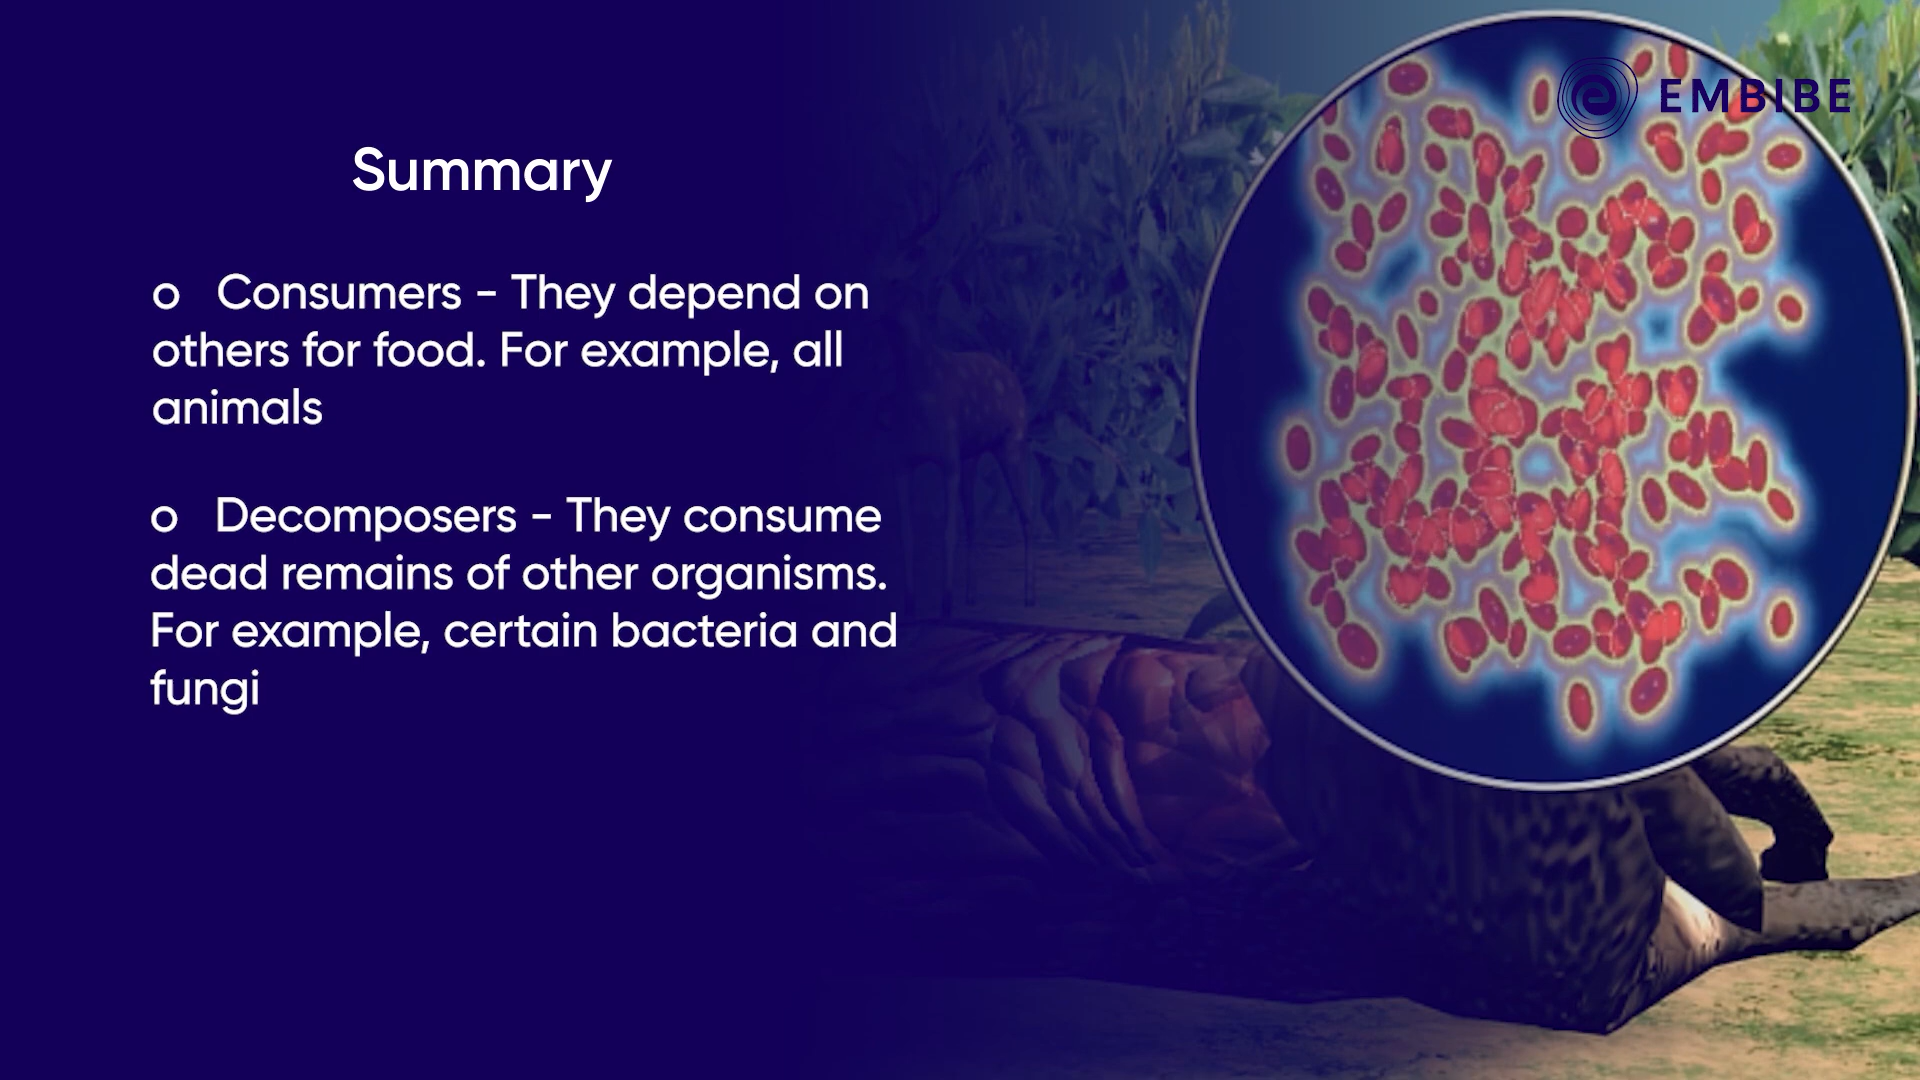 EMBIBE
Summary
o Consumers - They depend on
others for food. For example, all
animals
o Decomposers - They consume
dead remains of other organisms.
For example, certain bacteria and
fungi